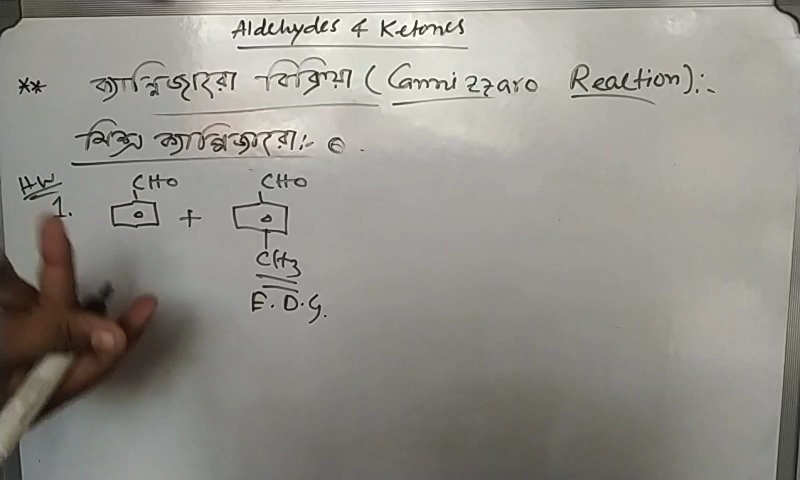 Aldehydes & Ketones
** ক্যানিজারো বিক্রিয়া (Cannizzaro Reaction):-
মিশ্র ক্যানিজারো:-
HW
1. CHO + CHO
CH3
E.D.G.